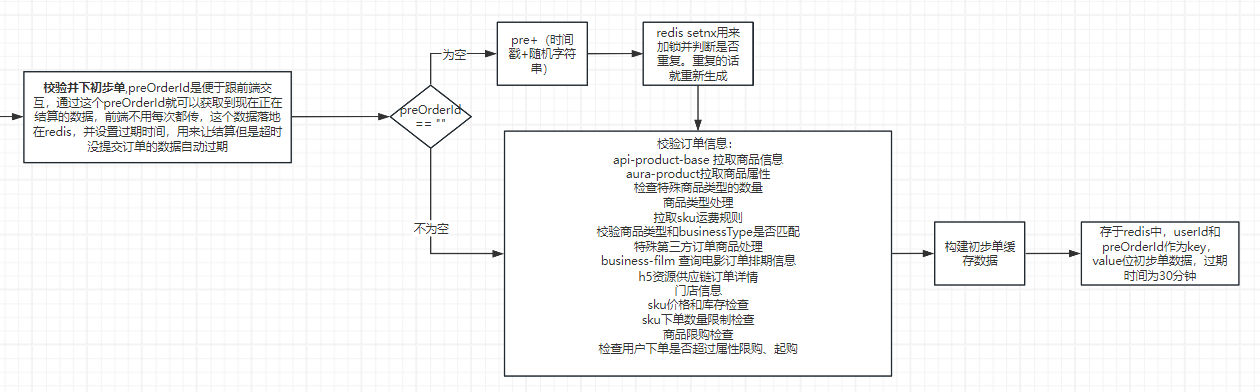 校验并下初步单,preOrderId是便于跟前端交
互，通过这个preOrderId就可以获取到现在正在
结算的数据，前端不用每次都传，这个数据落地
在redis，并设置过期时间，用来让结算但是超时
没提交订单的数据自动过期
preOrderId
== ""
为空
pre+（时间
戳+随机字符
串）
redis setnx用来
加锁并判断是否
重复。重复的话
就重新生成
不为空
校验订单信息：
api-product-base 拉取商品信息
aura-product拉取商品属性
检查特殊商品类型的数量
商品类型处理
拉取sku运费规则
校验商品类型和businessType是否匹配
特殊第三方订单商品处理
business-film 查询电影订单排期信息
h5资源供应链订单详情
门店信息
sku价格和库存检查
sku下单数量限制检查
商品限购检查
检查用户下单是否超过属性限购、起购
构建初步单缓
存数据
存于redis中，userId和
preOrderId作为key，
value位初步单数据，过期
时间为30分钟